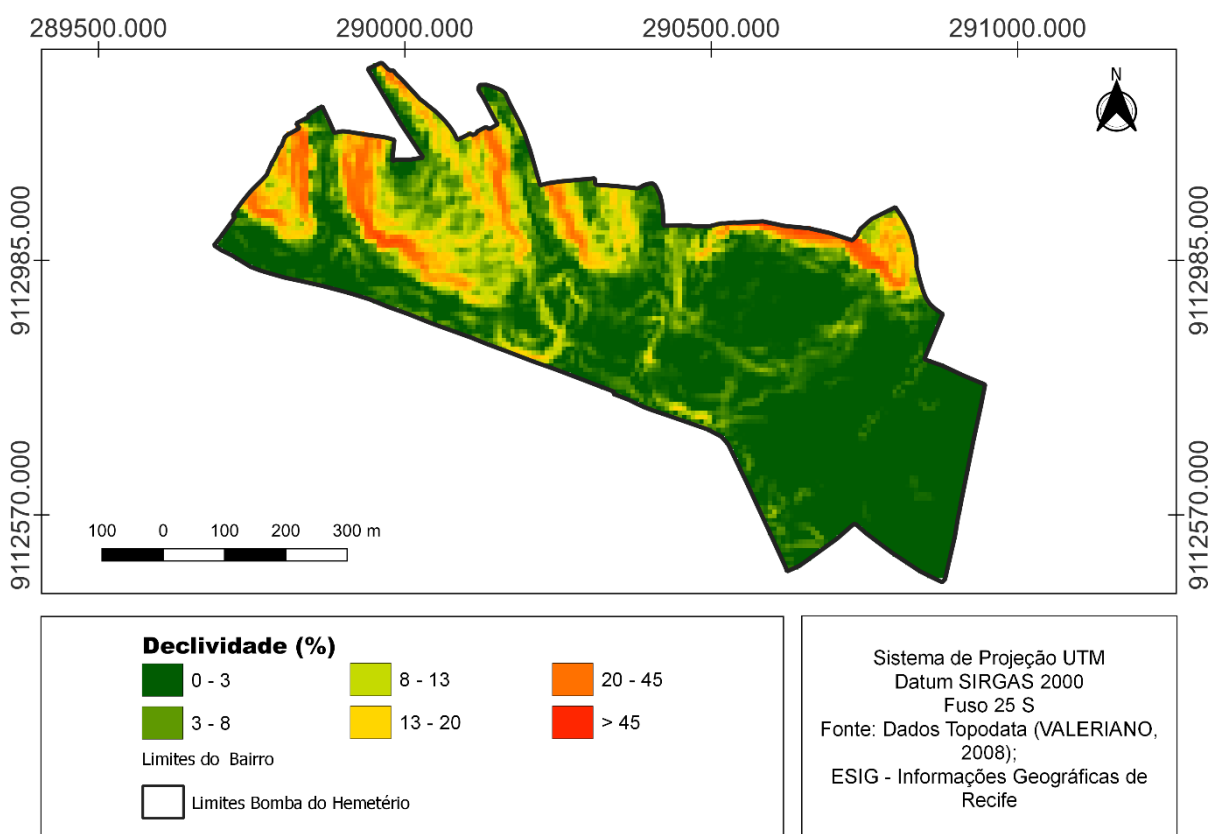 289500.000 290000.000 290500.000 291000.000
N
9112985.000 9112985.000
9112570.000 9112570.000
100 0 100 200 300 m
Declividade (%)
0 - 3 8 - 13 20 - 45
3 - 8 13 - 20 > 45
Limites do Bairro
Limites Bomba do Hemetério
Sistema de Projeção UTM
Datum SIRGAS 2000
Fuso 25 S
Fonte: Dados Topodata (VALERIANO,
2008);
ESIG - Informações Geográficas de
Recife